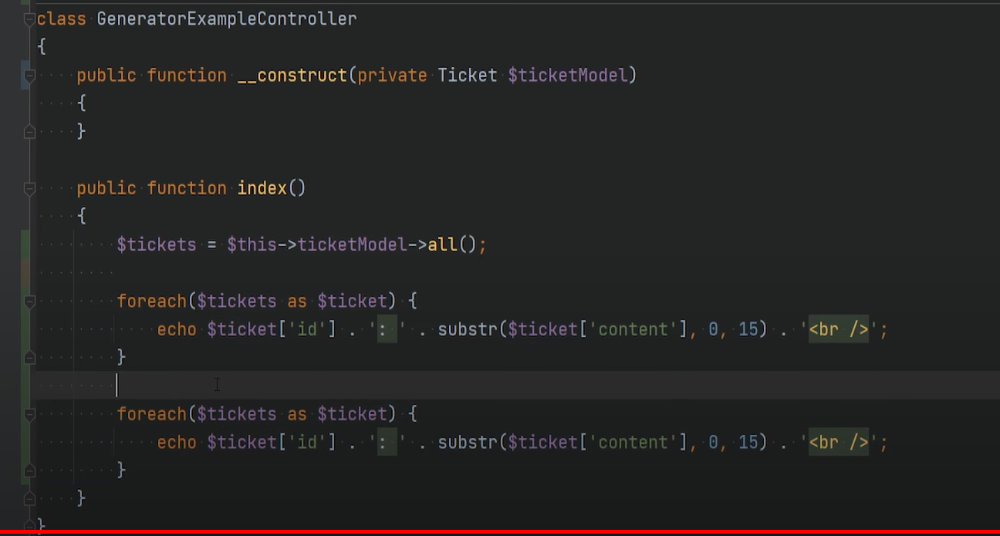 class GeneratorExampleController
{
    public function __construct(private Ticket $ticketModel)
    {
    }

    public function index()
    {
        $tickets = $this->ticketModel->all();

        foreach($tickets as $ticket) {
            echo $ticket['id'] . ': ' . substr($ticket['content'], 0, 15) . '<br />';
        }

        foreach($tickets as $ticket) {
            echo $ticket['id'] . ': ' . substr($ticket['content'], 0, 15) . '<br />';
        }
    }
}